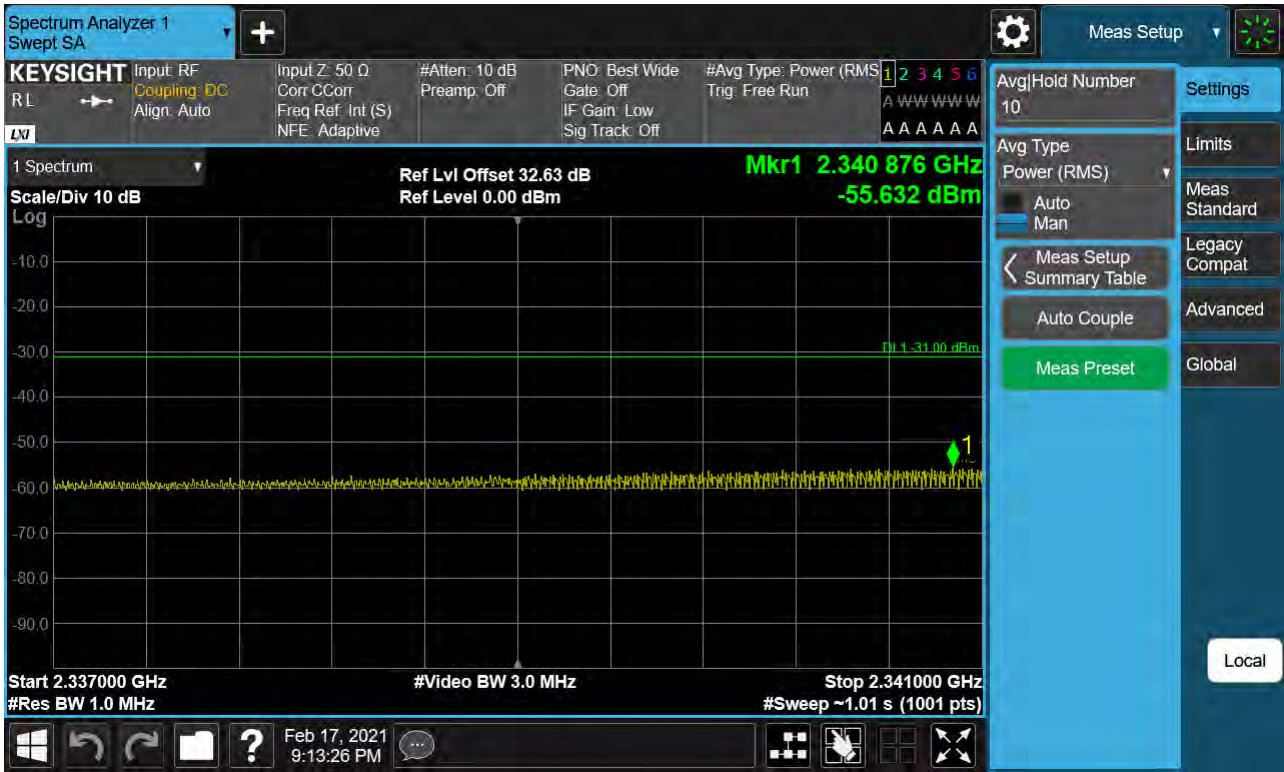 Spectrum Analyzer 1
Swept SA
+
Meas Setup
KEYSIGHT
RL
LXI
Input: RF
Coupling: DC
Align: Auto
Input Z: 50 Ω
Corr CCorr
Freq Ref: Int (S)
NFE: Adaptive
#Atten: 10 dB
Preamp: Off
PNO: Best Wide
Gate: Off
IF Gain: Low
Sig Track: Off
#Avg Type: Power (RMS
Trig: Free Run
1 2 3 4 5 6
A W W W W W
A A A A A A
1 Spectrum
Scale/Div 10 dB
Log
Ref Lvl Offset 32.63 dB
Ref Level 0.00 dBm
Mkr1 2.340 876 GHz
-55.632 dBm
-10.0
-20.0
-30.0
DL1 -31.00 dBm
-40.0
-50.0
1
-60.0
-70.0
-80.0
-90.0
Start 2.337000 GHz
#Video BW 3.0 MHz
Stop 2.341000 GHz
#Res BW 1.0 MHz
#Sweep ~1.01 s (1001 pts)
Avg|Hold Number
10
Avg Type
Power (RMS)
Auto
Man
Meas Setup
Summary Table
Auto Couple
Meas Preset
Settings
Limits
Meas
Standard
Legacy
Compat
Advanced
Global
Local
?
Feb 17, 2021
9:13:26 PM